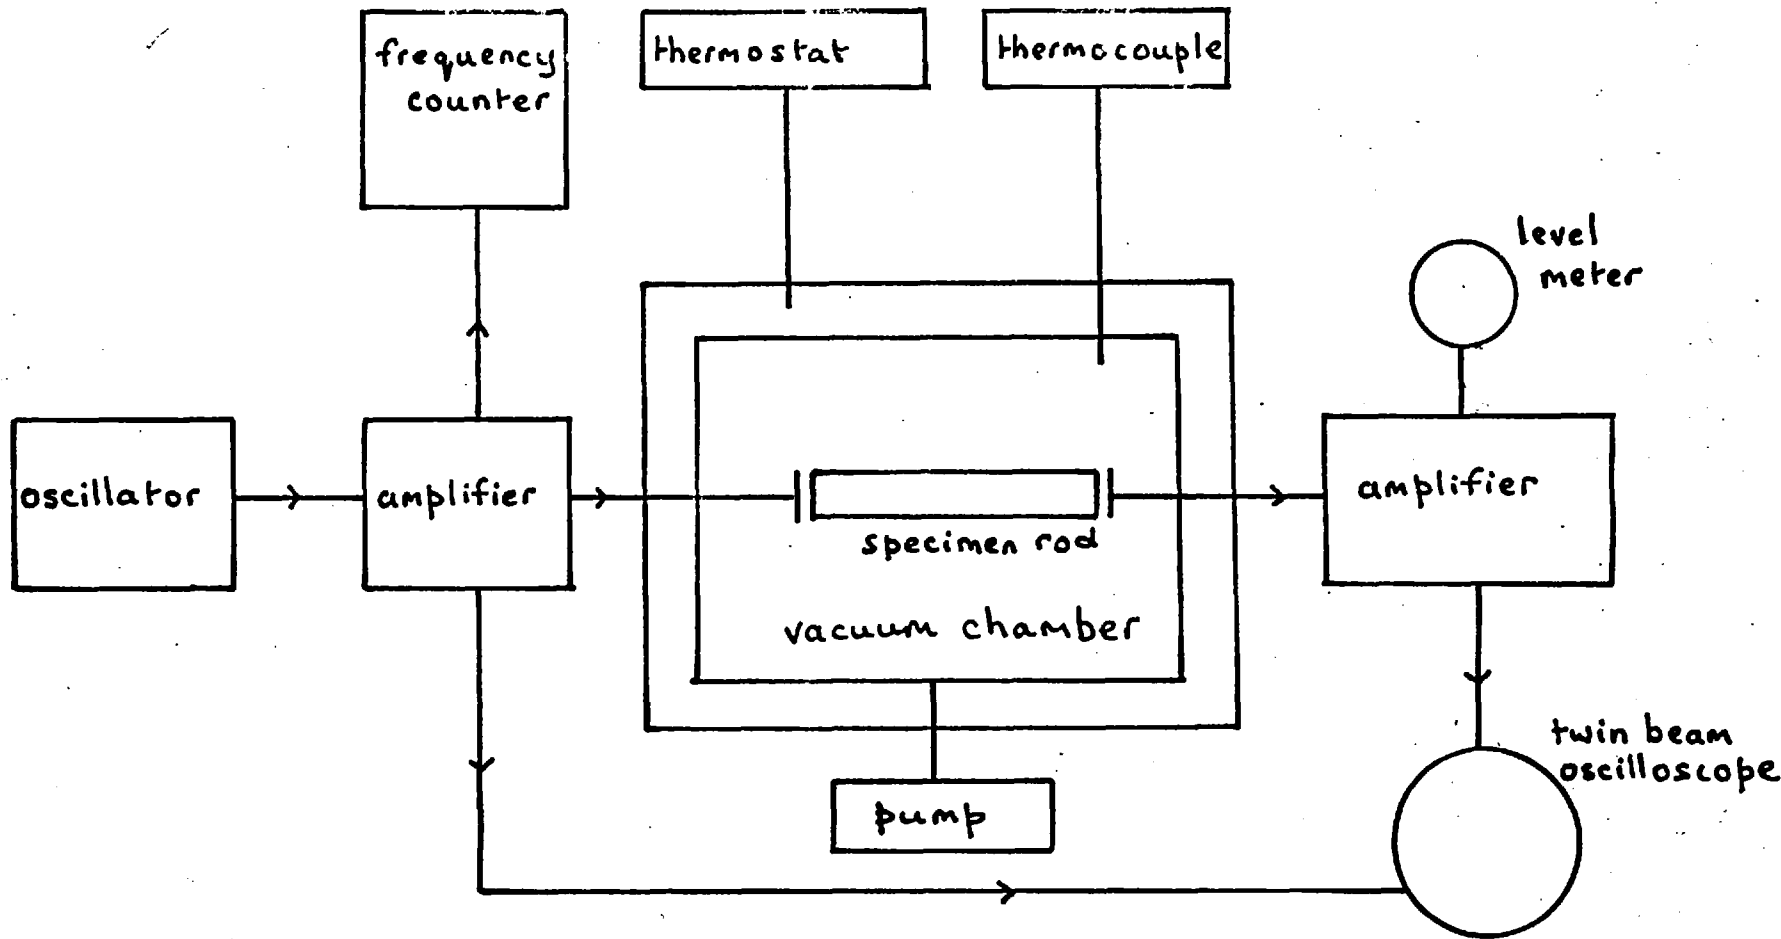 frequency
counter
thermostat
thermocouple
level
meter
oscillator
amplifier
amplifier
specimen rod
vacuum chamber
twin beam
oscilloscope
pump